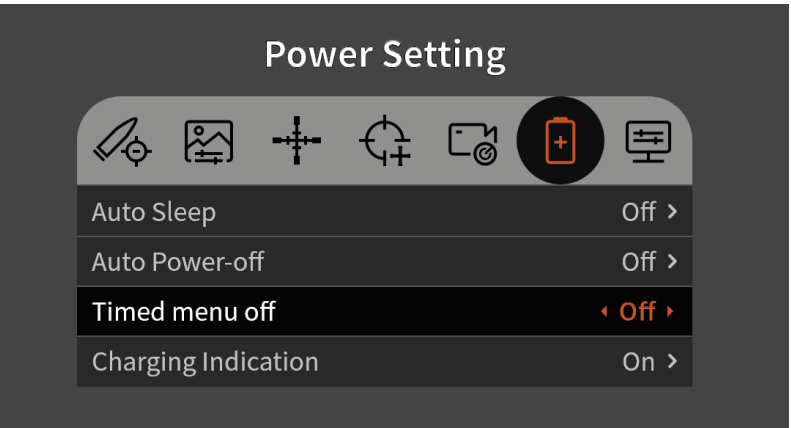 Power Setting
Auto Sleep Off
Auto Power-off Off
Timed menu off Off
Charging Indication On